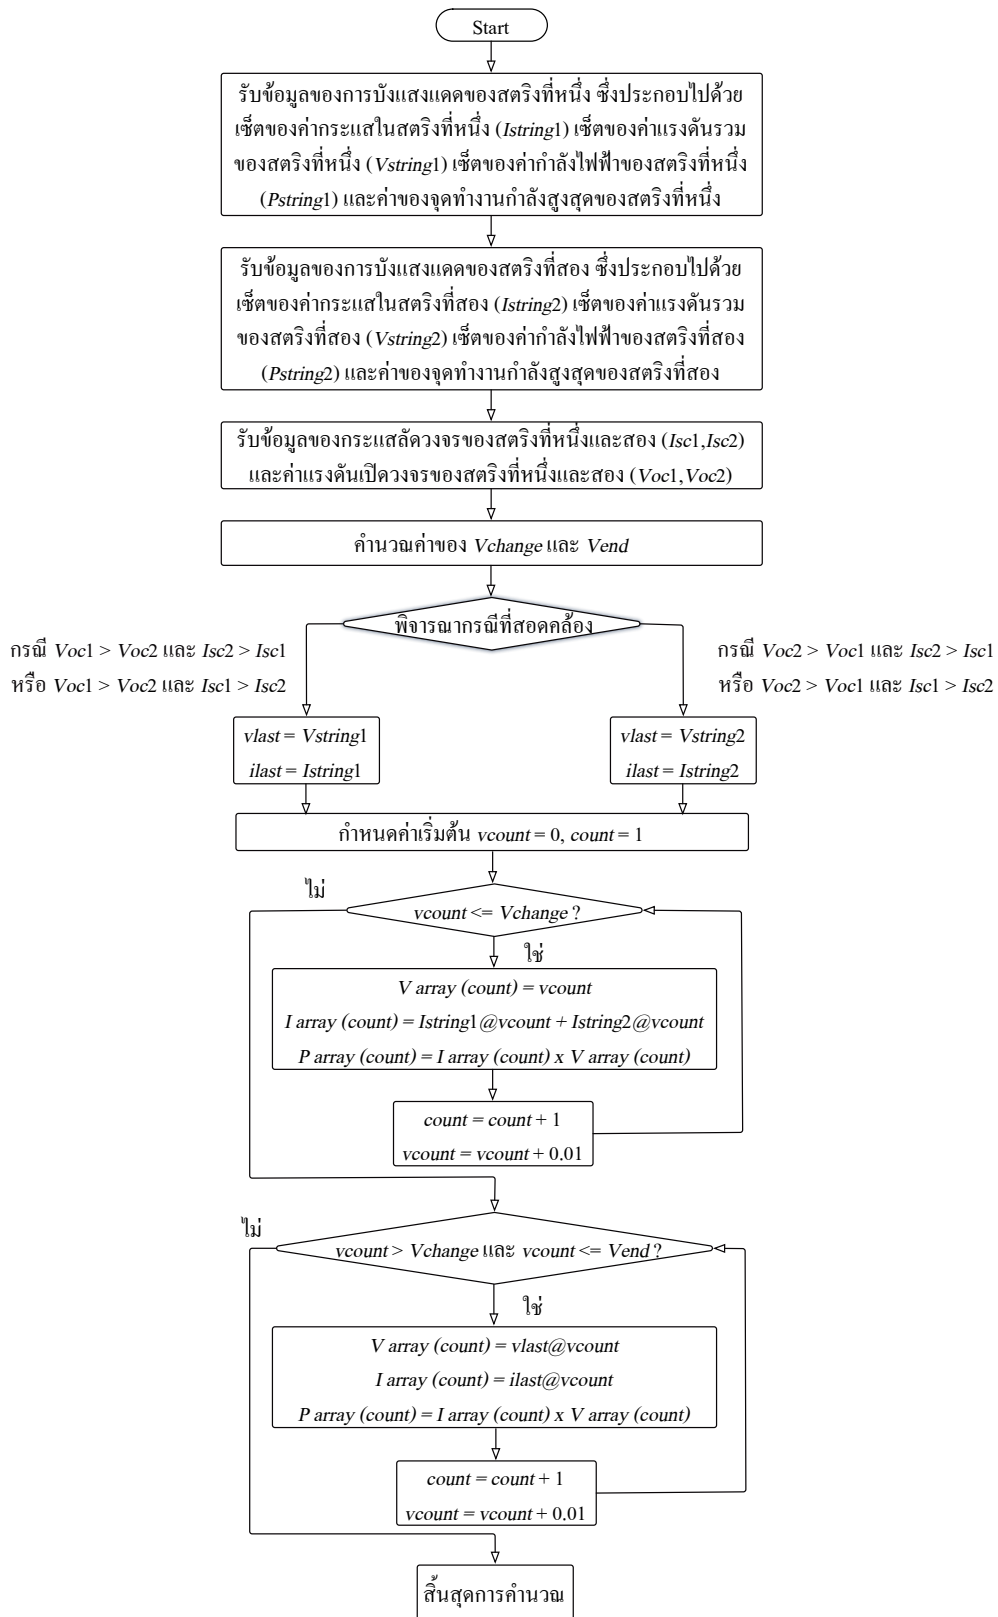 Start
รับข้อมูลของการบังแสงแดดของสตริงที่หนึ่ง ซึ่งประกอบไปด้วย
เซ็ตของค่ากระแสในสตริงที่หนึ่ง (Istring1) เซ็ตของค่าแรงดันรวม
ของสตริงที่หนึ่ง (Vstring1) เซ็ตของค่ากำลังไฟฟ้าของสตริงที่หนึ่ง
(Pstring1) และค่าของจุดทำงานกำลังสูงสุดของสตริงที่หนึ่ง
รับข้อมูลของการบังแสงแดดของสตริงที่สอง ซึ่งประกอบไปด้วย
เซ็ตของค่ากระแสในสตริงที่สอง (Istring2) เซ็ตของค่าแรงดันรวม
ของสตริงที่สอง (Vstring2) เซ็ตของค่ากำลังไฟฟ้าของสตริงที่สอง
(Pstring2) และค่าของจุดทำงานกำลังสูงสุดของสตริงที่สอง
รับข้อมูลของกระแสลัดวงจรของสตริงที่หนึ่งและสอง (Isc1,Isc2)
และค่าแรงดันเปิดวงจรของสตริงที่หนึ่งและสอง (Voc1,Voc2)
คำนวณค่าของ Vchange และ Vend
พิจารณากรณีที่สอดคล้อง
กรณี Voc1 > Voc2 และ Isc2 > Isc1
หรือ Voc1 > Voc2 และ Isc1 > Isc2
กรณี Voc2 > Voc1 และ Isc2 > Isc1
หรือ Voc2 > Voc1 และ Isc1 > Isc2
vlast = Vstring1
ilast = Istring1
vlast = Vstring2
ilast = Istring2
กำหนดค่าเริ่มต้น vcount = 0, count = 1
ไม่
vcount <= Vchange ?
ใช่
V array (count) = vcount
I array (count) = Istring1@vcount + Istring2@vcount
P array (count) = I array (count) x V array (count)
count = count + 1
vcount = vcount + 0.01
ไม่
vcount > Vchange และ vcount <= Vend ?
ใช่
V array (count) = vlast@vcount
I array (count) = ilast@vcount
P array (count) = I array (count) x V array (count)
count = count + 1
vcount = vcount + 0.01
สิ้นสุดการคำนวณ